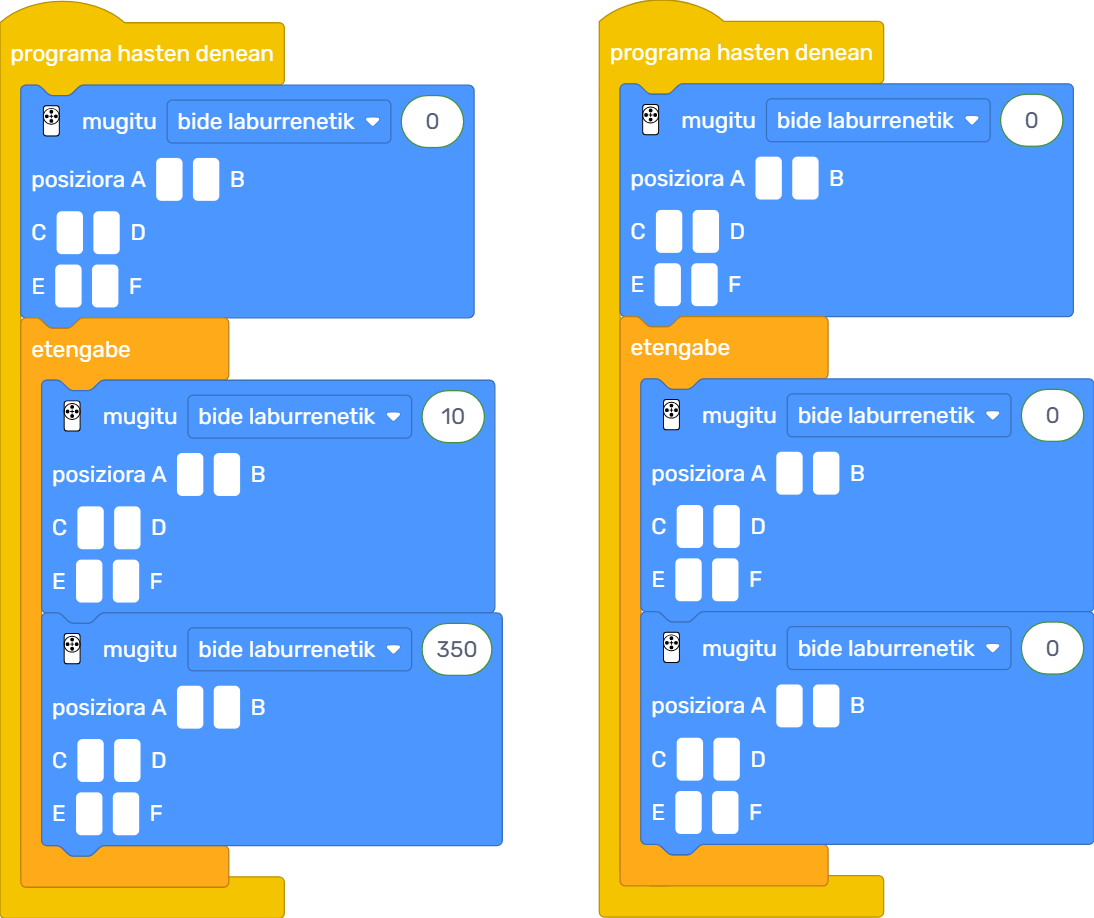 programa hasten denean
mugitu bide laburrenetik 0
posiziora A B
C D
E F
etengabe
mugitu bide laburrenetik 10
posiziora A B
C D
E F
mugitu bide laburrenetik 350
posiziora A B
C D
E F
programa hasten denean
mugitu bide laburrenetik 0
posiziora A B
C D
E F
etengabe
mugitu bide laburrenetik 0
posiziora A B
C D
E F
mugitu bide laburrenetik 0
posiziora A B
C D
E F